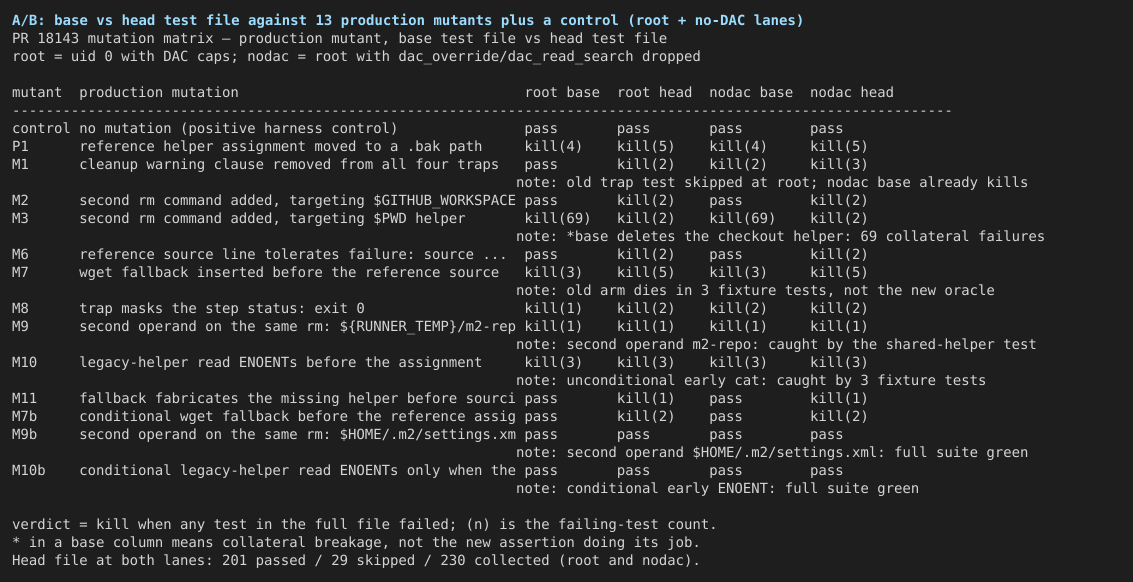 A/B: base vs head test file against 13 production mutants plus a control (root + no-DAC lanes)
PR 18143 mutation matrix — production mutant, base test file vs head test file
root = uid 0 with DAC caps; nodac = root with dac_override/dac_read_search dropped
mutant  production mutation                                  root base  root head  nodac base  nodac head
----------------------------------------------------------------------------------------------------------------
control no mutation (positive harness control)               pass       pass       pass        pass
P1      reference helper assignment moved to a .bak path     kill(4)    kill(5)    kill(4)     kill(5)
M1      cleanup warning clause removed from all four traps   pass       kill(2)    kill(2)     kill(3)
note: old trap test skipped at root; nodac base already kills
M2      second rm command added, targeting $GITHUB_WORKSPACE pass       kill(2)    pass        kill(2)
M3      second rm command added, targeting $PWD helper       kill(69)   kill(2)    kill(69)    kill(2)
note: *base deletes the checkout helper: 69 collateral failures
M6      reference source line tolerates failure: source ...  pass       kill(2)    pass        kill(2)
M7      wget fallback inserted before the reference source   kill(3)    kill(5)    kill(3)     kill(5)
note: old arm dies in 3 fixture tests, not the new oracle
M8      trap masks the step status: exit 0                   kill(1)    kill(2)    kill(2)     kill(2)
M9      second operand on the same rm: ${RUNNER_TEMP}/m2-rep kill(1)    kill(1)    kill(1)     kill(1)
note: second operand m2-repo: caught by the shared-helper test
M10     legacy-helper read ENOENTs before the assignment     kill(3)    kill(3)    kill(3)     kill(3)
note: unconditional early cat: caught by 3 fixture tests
M11     fallback fabricates the missing helper before sourci pass       kill(1)    pass        kill(1)
M7b     conditional wget fallback before the reference assig pass       kill(2)    pass        kill(2)
M9b     second operand on the same rm: $HOME/.m2/settings.xm pass       pass       pass        pass
note: second operand $HOME/.m2/settings.xml: full suite green
M10b    conditional legacy-helper read ENOENTs only when the pass       pass       pass        pass
note: conditional early ENOENT: full suite green
verdict = kill when any test in the full file failed; (n) is the failing-test count.
* in a base column means collateral breakage, not the new assertion doing its job.
Head file at both lanes: 201 passed / 29 skipped / 230 collected (root and nodac).